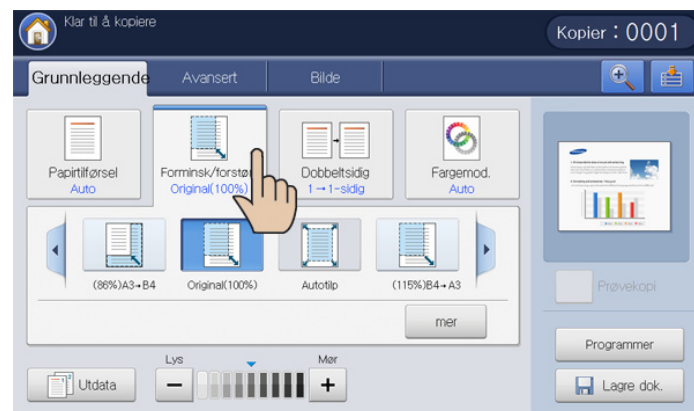 Klar til å kopiere
Kopier : 0001
Grunnleggende
Avansert
Bilde
Papirtilførsel
Auto
Forminsk/forstør
Original(100%)
Dobbeltsidig
1→1-sidig
Fargemod.
Auto
(86%)A3→B4
Original(100%)
Autotilp
(115%)B4→A3
mer
Prøvekopi
Programmer
Lagre dok.
Utdata
Lys
Mør